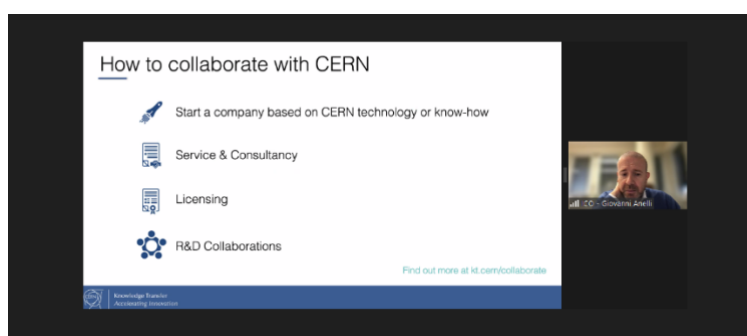 How to collaborate with CERN
Start a company based on CERN technology or know-how
Service & Consultancy
Licensing
R&D Collaborations
Find out more at kt.cern/collaborate
Knowledge Transfer
Accelerating Innovation
- Giovanni Anelli